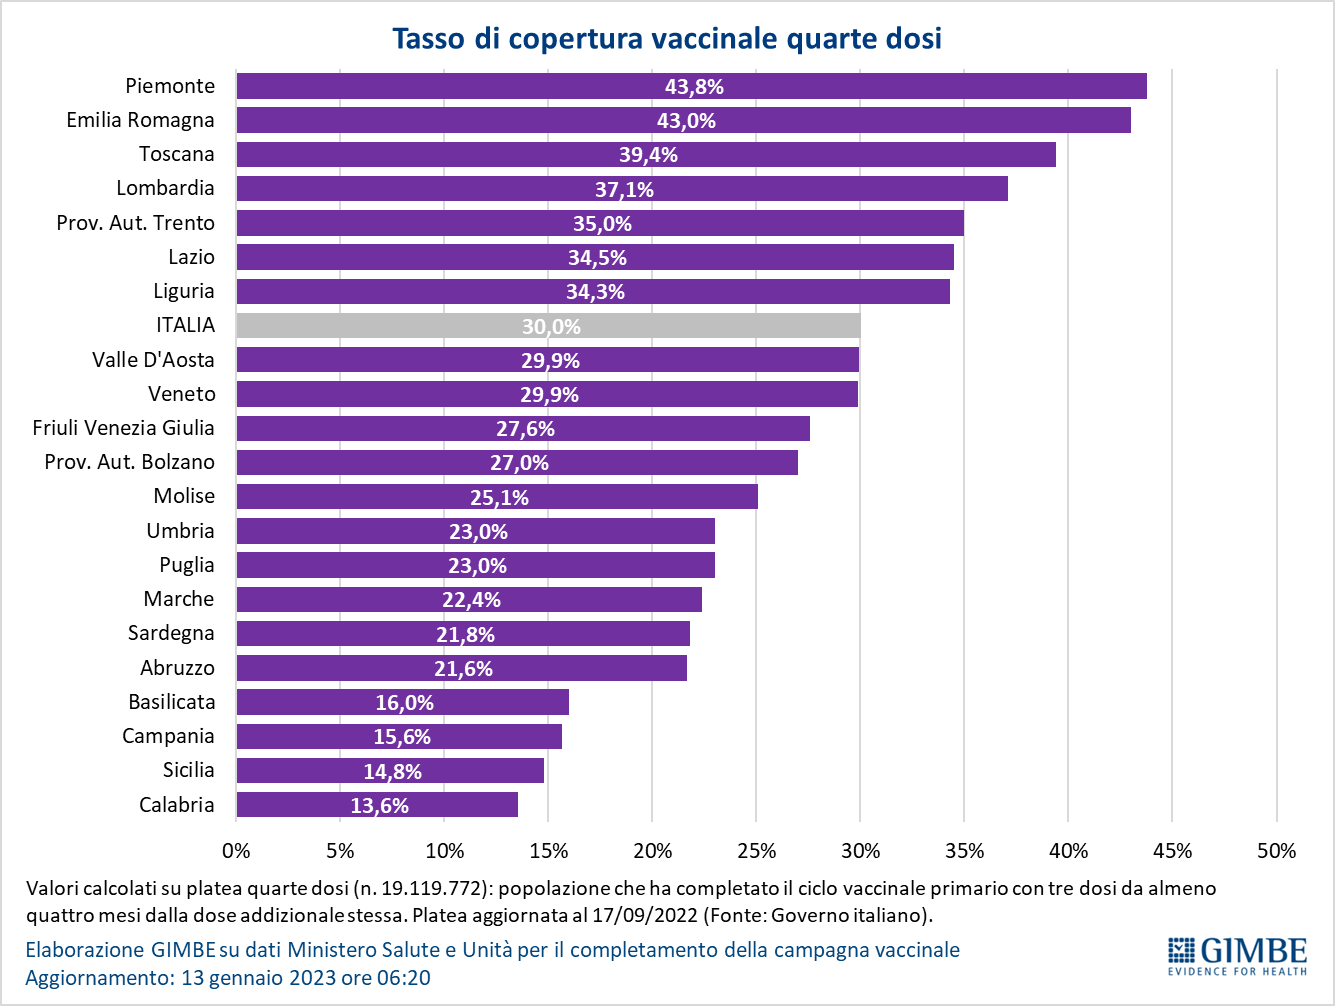 Tasso di copertura vaccinale quarte dosi
Piemonte 43,8%
Emilia Romagna 43,0%
Toscana 39,4%
Lombardia 37,1%
Prov. Aut. Trento 35,0%
Lazio 34,5%
Liguria 34,3%
ITALIA 30,0%
Valle D'Aosta 29,9%
Veneto 29,9%
Friuli Venezia Giulia 27,6%
Prov. Aut. Bolzano 27,0%
Molise 25,1%
Umbria 23,0%
Puglia 23,0%
Marche 22,4%
Sardegna 21,8%
Abruzzo 21,6%
Basilicata 16,0%
Campania 15,6%
Sicilia 14,8%
Calabria 13,6%
0% 5% 10% 15% 20% 25% 30% 35% 40% 45% 50%
Valori calcolati su platea quarte dosi (n. 19.119.772): popolazione che ha completato il ciclo vaccinale primario con tre dosi da almeno
quattro mesi dalla dose addizionale stessa. Platea aggiornata al 17/09/2022 (Fonte: Governo italiano).
Elaborazione GIMBE su dati Ministero Salute e Unità per il completamento della campagna vaccinale
Aggiornamento: 13 gennaio 2023 ore 06:20
GIMBE
EVIDENCE FOR HEALTH